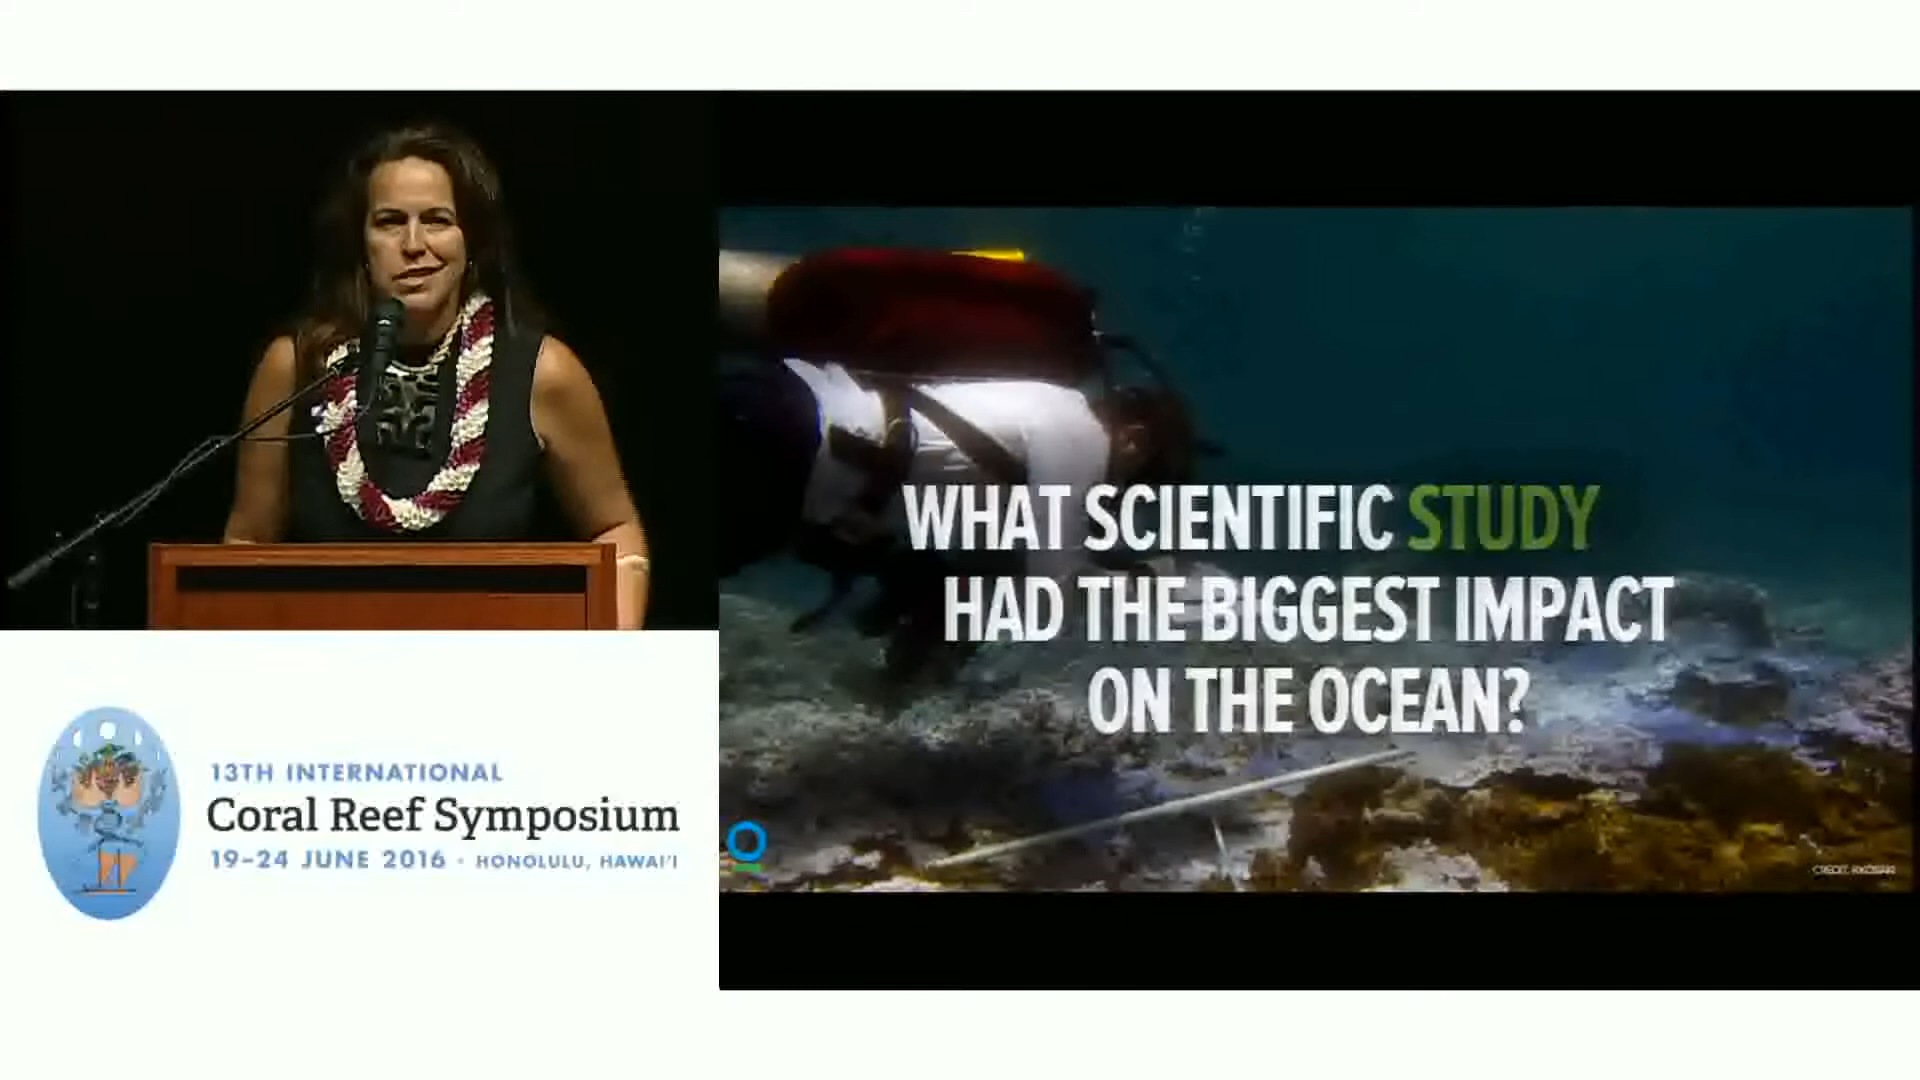 WHAT SCIENTIFIC STUDY
HAD THE BIGGEST IMPACT
ON THE OCEAN?
13TH INTERNATIONAL
Coral Reef Symposium
19–24 JUNE 2016 • HONOLULU, HAWAI'I